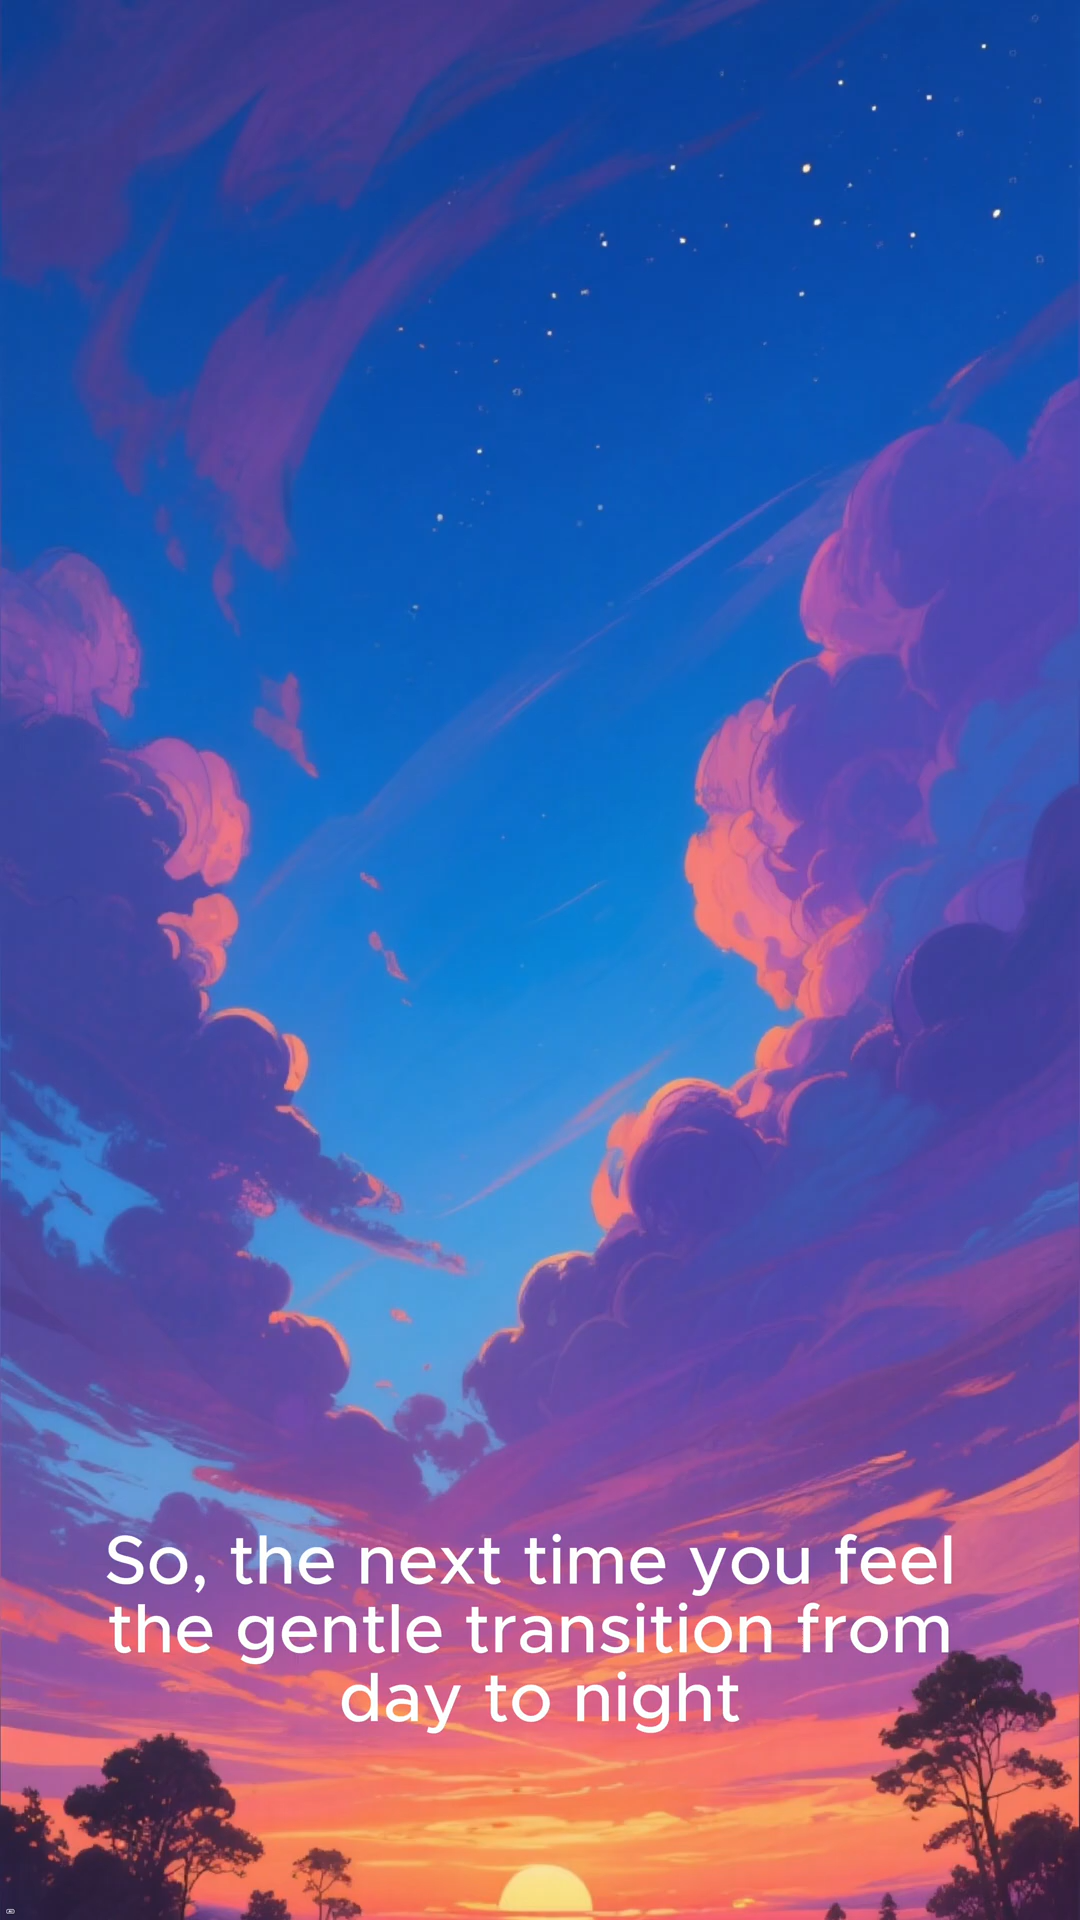 So, the next time you feel
the gentle transition from
day to night